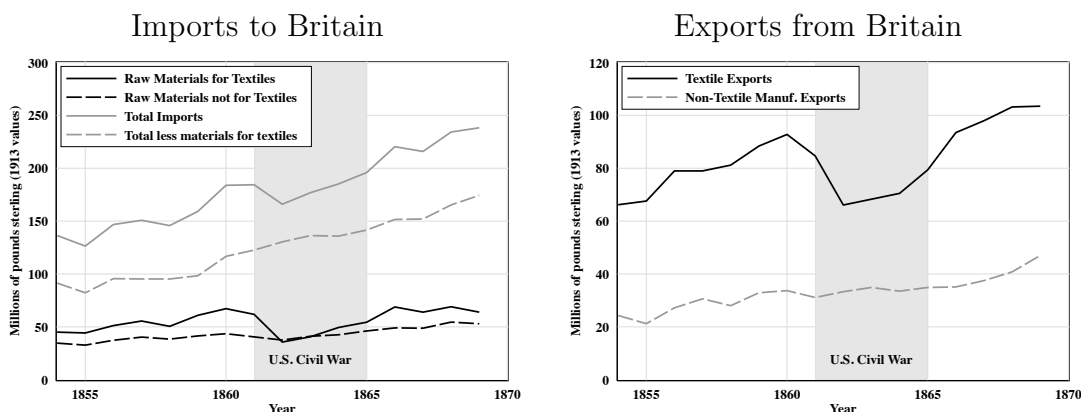 Imports to Britain
Millions of pounds sterling (1913 values)
300
250
200
150
100
50
0
Raw Materials for Textiles
Raw Materials not for Textiles
Total Imports
Total less materials for textiles
U.S. Civil War
1855 1860 1865 1870
Year
Exports from Britain
Millions of pounds sterling (1913 values)
120
100
80
60
40
20
0
Textile Exports
Non-Textile Manuf. Exports
U.S. Civil War
1855 1860 1865 1870
Year